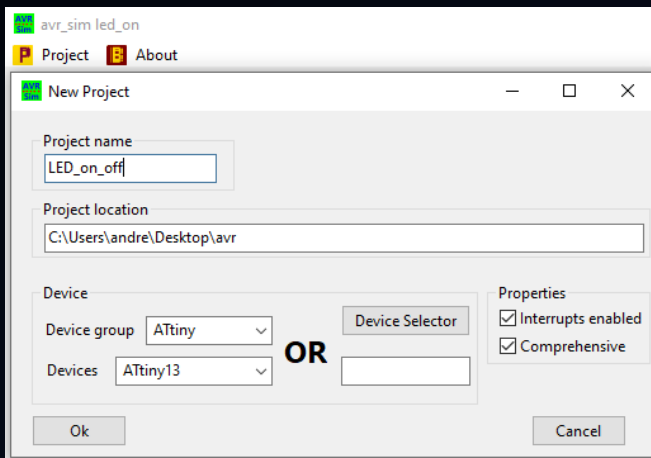 AVR Sim avr_sim led_on
P Project B About
AVR Sim New Project
Project name
LED_on_off
Project location
C:\Users\andre\Desktop\avr
Device
Device group ATtiny
Devices ATtiny13
OR
Device Selector
Properties
Interrupts enabled
Comprehensive
Ok Cancel